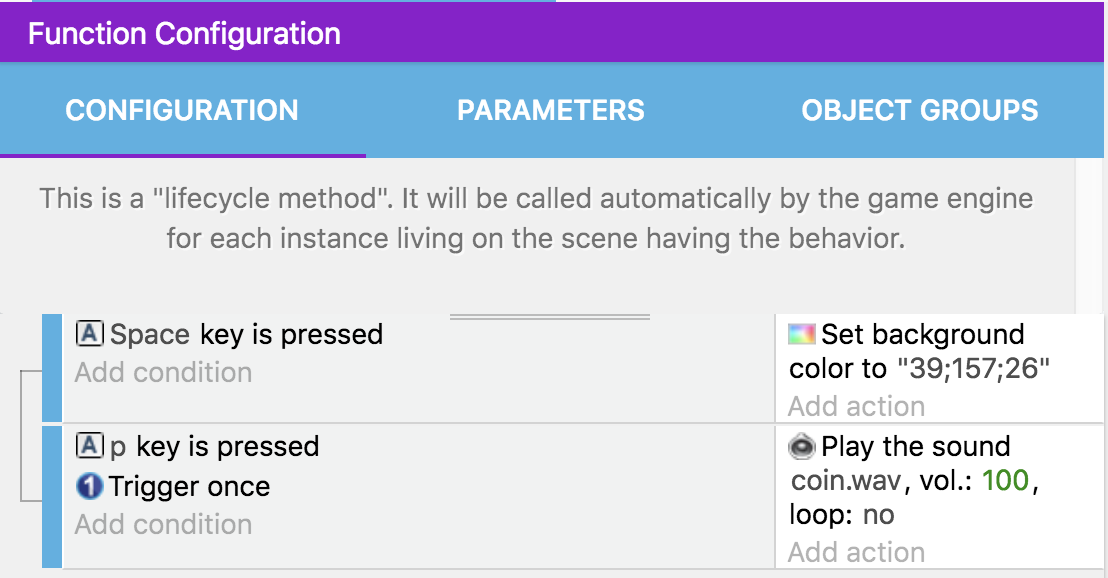 Function Configuration
CONFIGURATION PARAMETERS OBJECT GROUPS
This is a "lifecycle method". It will be called automatically by the game engine
for each instance living on the scene having the behavior.
A Space key is pressed
Add condition
Set background
color to "39;157;26"
Add action
A p key is pressed
1 Trigger once
Add condition
Play the sound
coin.wav, vol.: 100,
loop: no
Add action